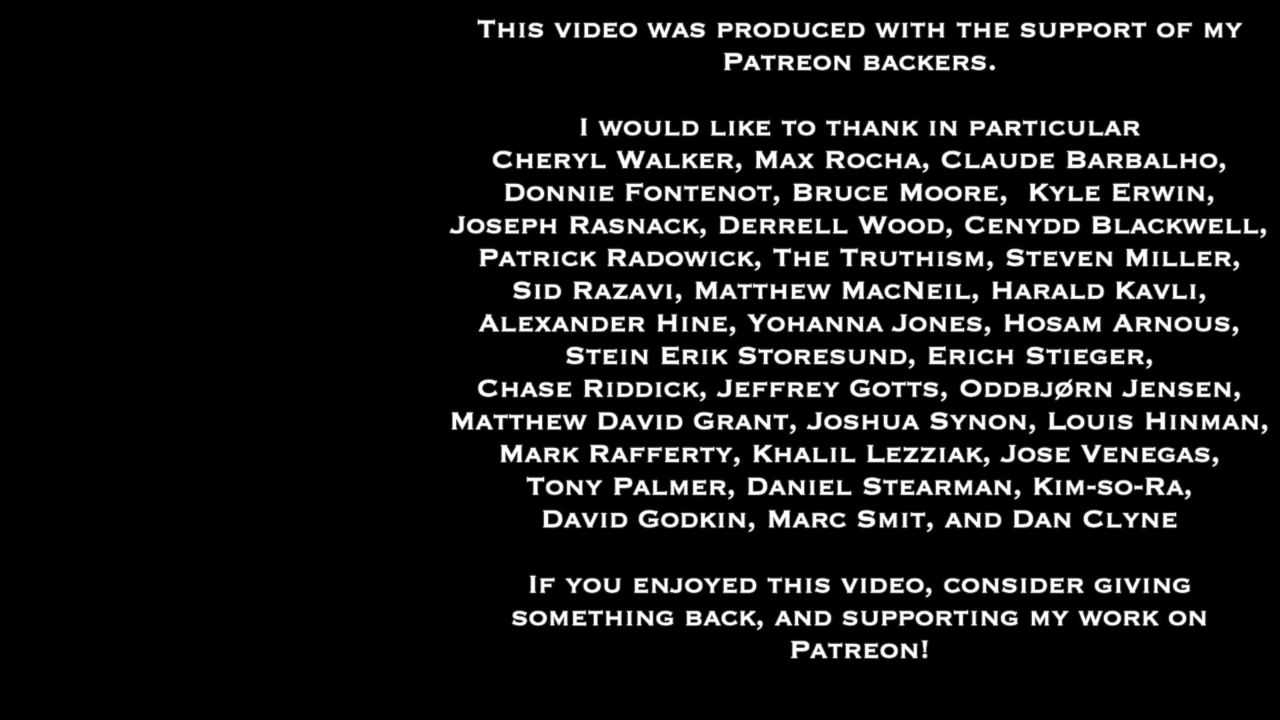 This video was produced with the support of my
Patreon backers.
I would like to thank in particular
Cheryl Walker, Max Rocha, Claude Barbalho,
Donnie Fontenot, Bruce Moore,  Kyle Erwin,
Joseph Rasnack, Derrell Wood, Cenydd Blackwell,
Patrick Radowick, The Truthism, Steven Miller,
Sid Razavi, Matthew MacNeil, Harald Kavli,
Alexander Hine, Yohanna Jones, Hosam Arnous,
Stein Erik Storesund, Erich Stieger,
Chase Riddick, Jeffrey Gotts, Oddbjørn Jensen,
Matthew David Grant, Joshua Synon, Louis Hinman,
Mark Rafferty, Khalil Lezziak, Jose Venegas,
Tony Palmer, Daniel Stearman, Kim-so-Ra,
David Godkin, Marc Smit, and Dan Clyne
If you enjoyed this video, consider giving
something back, and supporting my work on
Patreon!